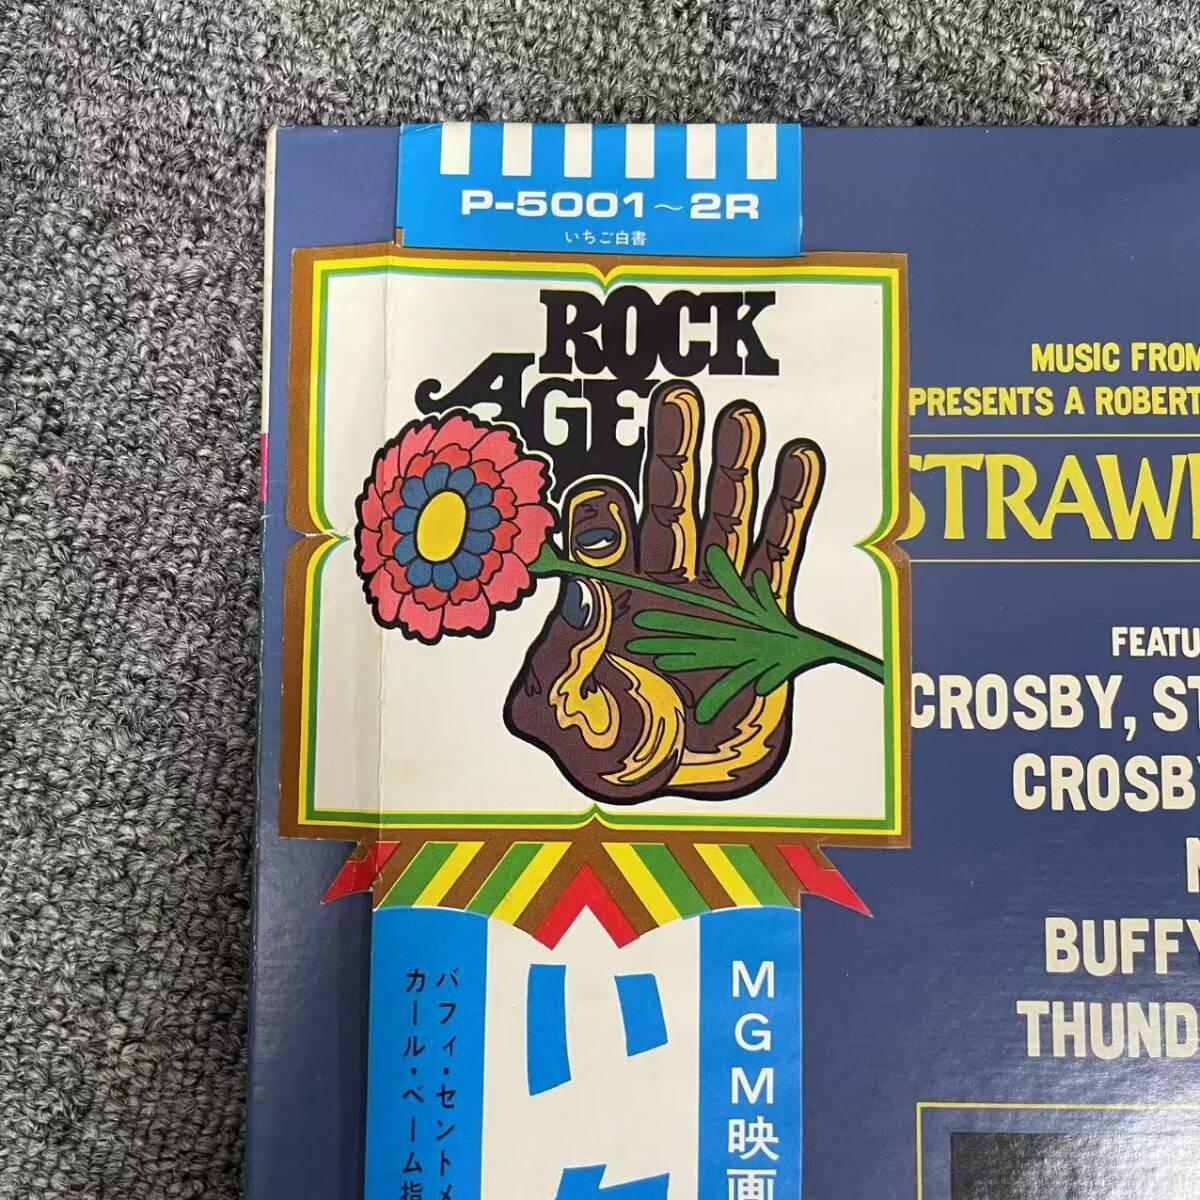 P-5001～2R
いちご白書
ROCK
AGE
MUSIC FROM
PRESENTS A ROBERT
STRAW
FEATU
CROSBY, ST
CROSBY
BUFFY
THUND
MGM映画
い
バフィ・セントメ
カール・ベーム指